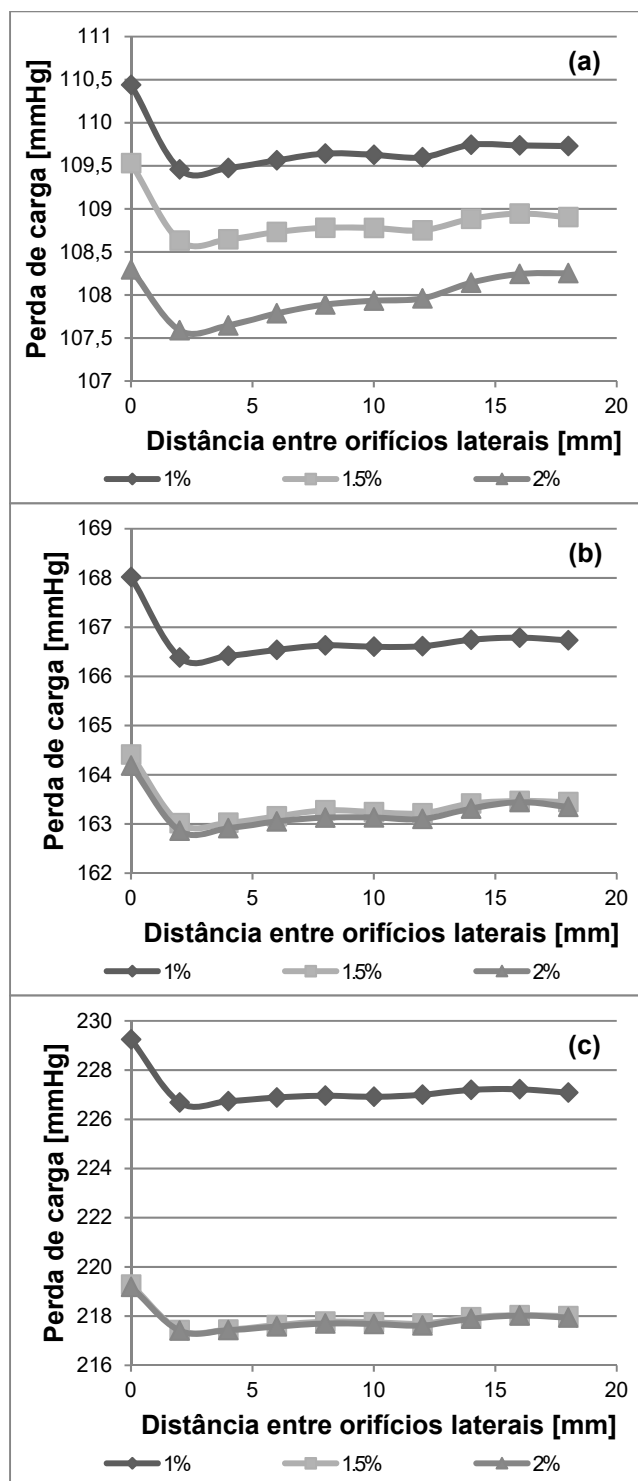 (a)
Perda de carga [mmHg]
111
110,5
110
109,5
109
108,5
108
107,5
107
0 5 10 15 20
Distância entre orifícios laterais [mm]
1% 1.5% 2%
(b)
Perda de carga [mmHg]
169
168
167
166
165
164
163
162
0 5 10 15 20
Distância entre orifícios laterais [mm]
1% 1.5% 2%
(c)
Perda de carga [mmHg]
230
228
226
224
222
220
218
216
0 5 10 15 20
Distância entre orifícios laterais [mm]
1% 1.5% 2%